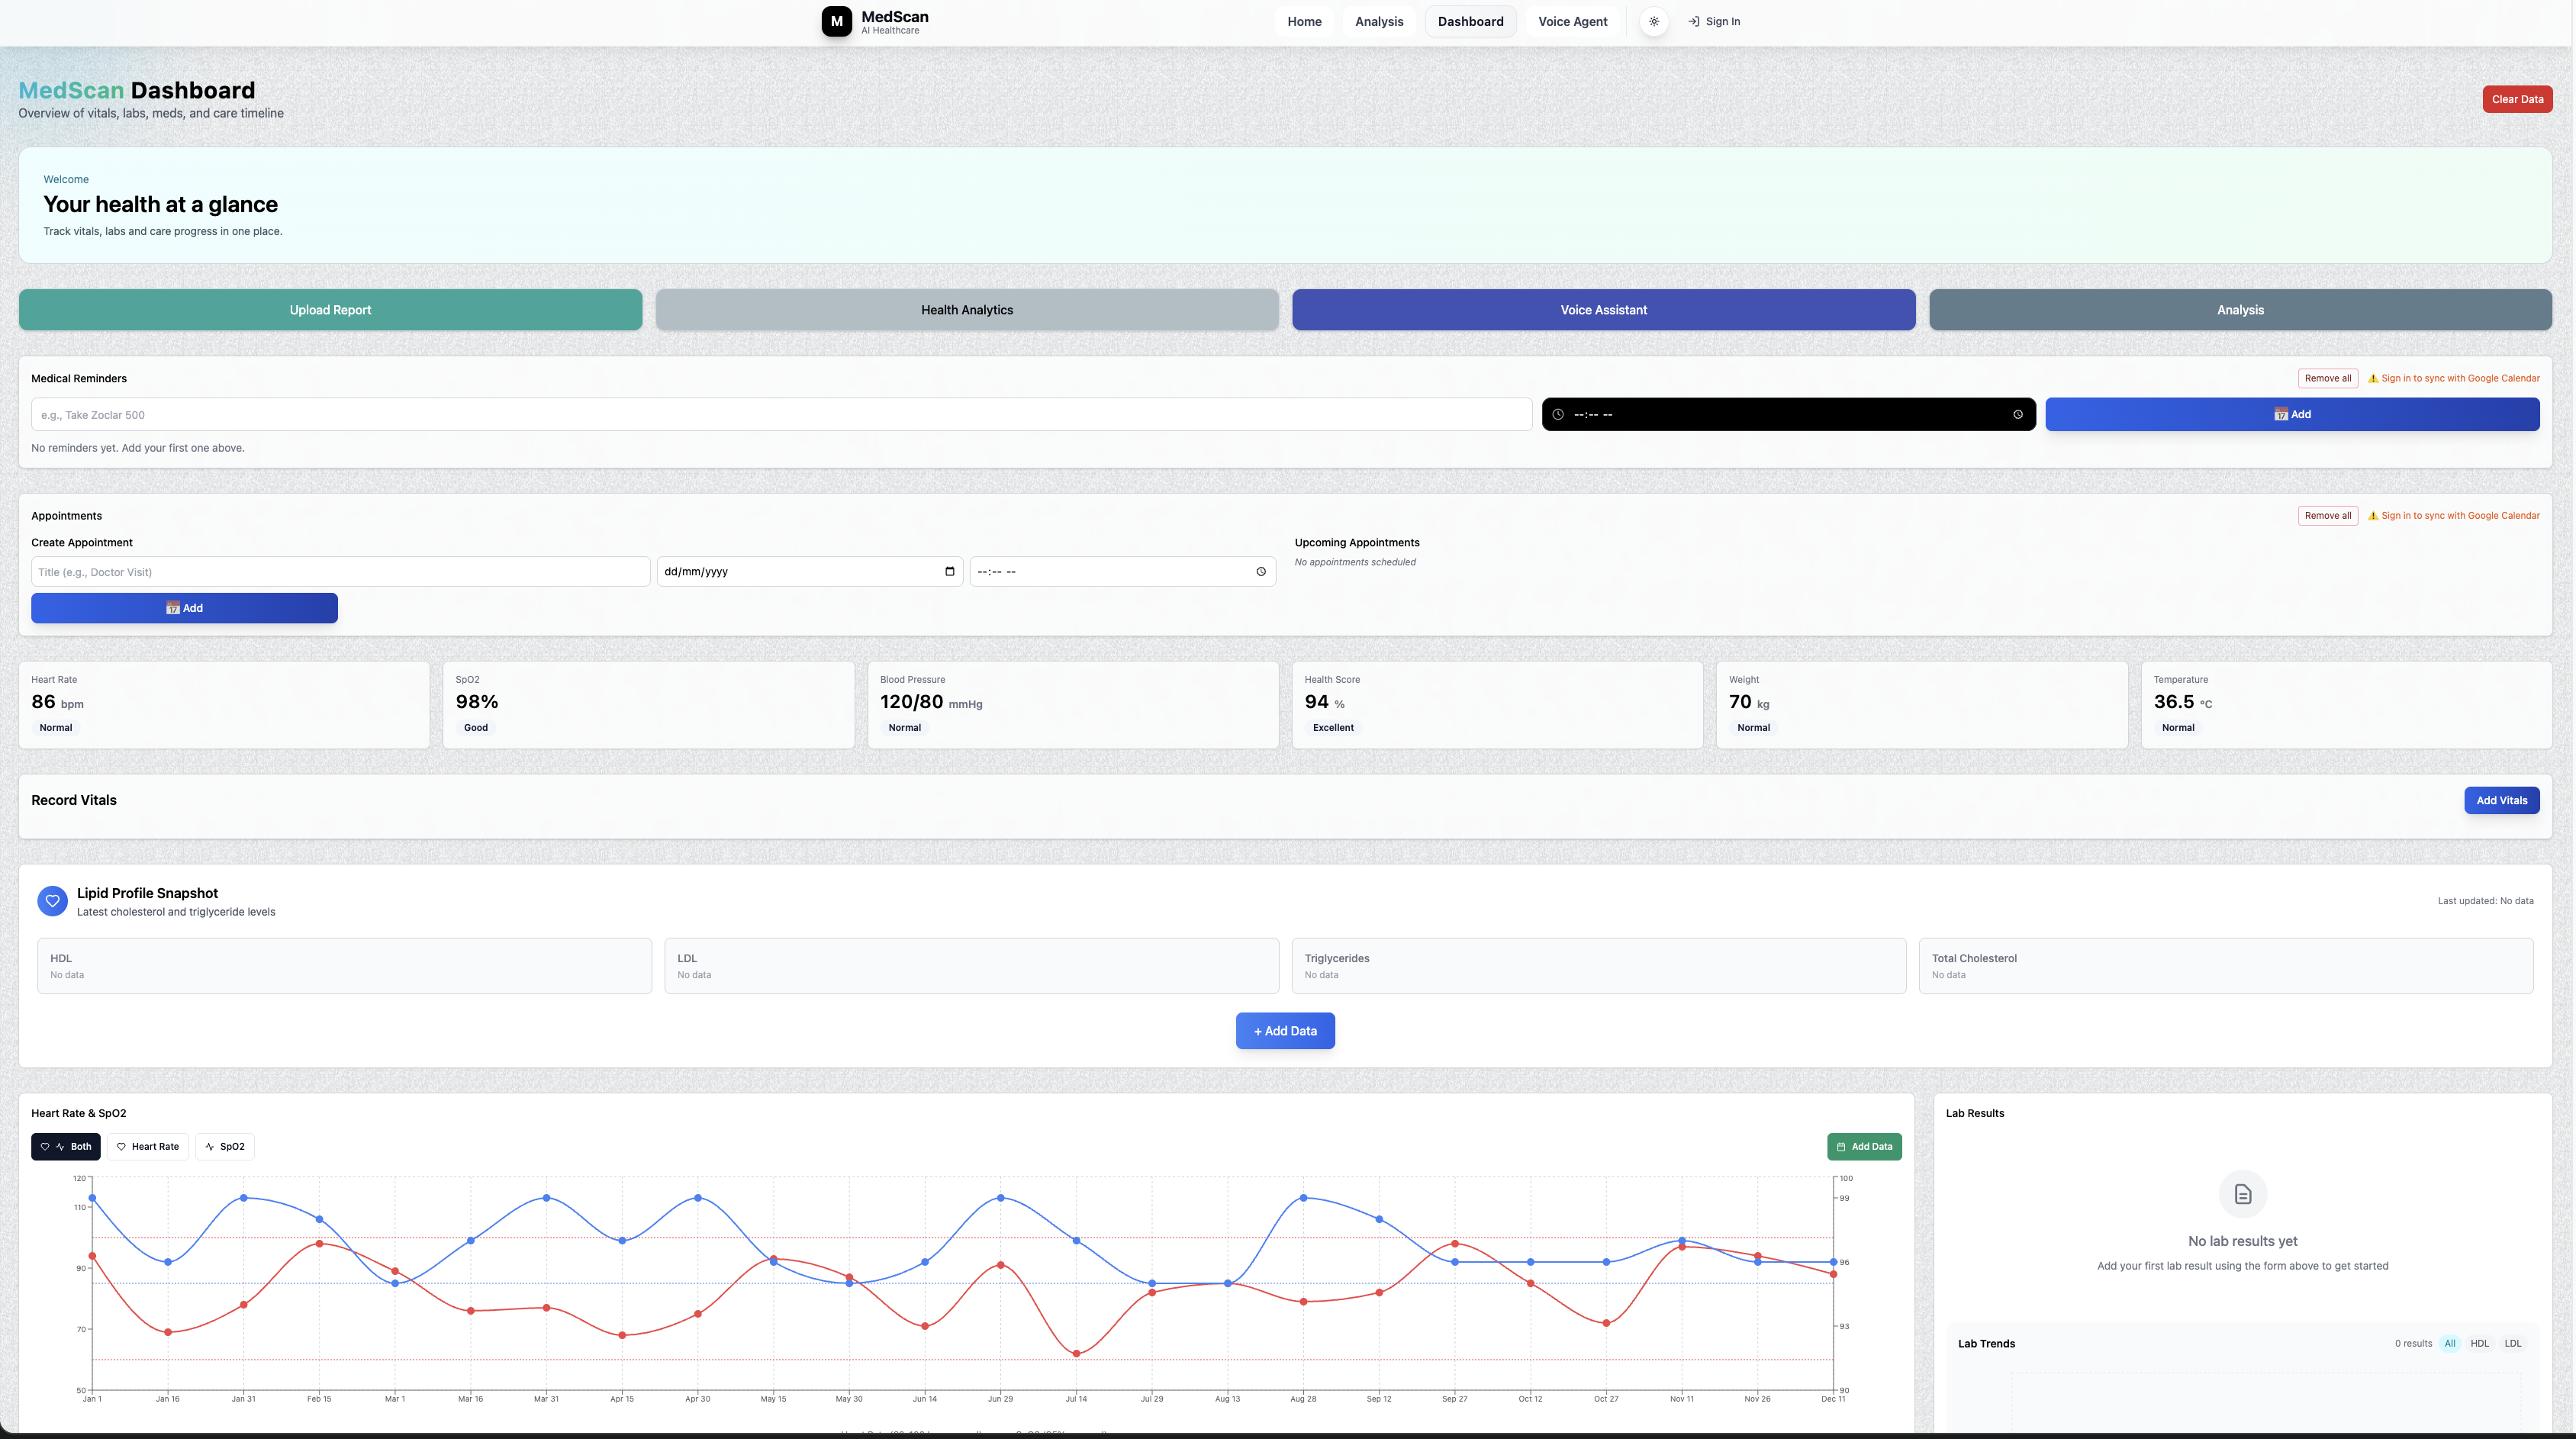 M
MedScan
AI Healthcare
Home
Analysis
Dashboard
Voice Agent
Sign In
MedScan Dashboard
Overview of vitals, labs, meds, and care timeline
Clear Data
Welcome
Your health at a glance
Track vitals, labs and care progress in one place.
Upload Report
Health Analytics
Voice Assistant
Analysis
Medical Reminders
Remove all
⚠️ Sign in to sync with Google Calendar
e.g., Take Zoclar 500
--:-- --
📅 Add
No reminders yet. Add your first one above.
Appointments
Remove all
⚠️ Sign in to sync with Google Calendar
Create Appointment
Title (e.g., Doctor Visit)
dd/mm/yyyy
--:-- --
📅 Add
Upcoming Appointments
No appointments scheduled
Heart Rate
86 bpm
Normal
SpO2
98%
Good
Blood Pressure
120/80 mmHg
Normal
Health Score
94 %
Excellent
Weight
70 kg
Normal
Temperature
36.5 °C
Normal
Record Vitals
Add Vitals
Lipid Profile Snapshot
Latest cholesterol and triglyceride levels
Last updated: No data
HDL
No data
LDL
No data
Triglycerides
No data
Total Cholesterol
No data
+ Add Data
Heart Rate & SpO2
Both
Heart Rate
SpO2
Add Data
120
110
90
70
50
100
99
96
93
90
Jan 1
Jan 16
Jan 31
Feb 15
Mar 1
Mar 16
Mar 31
Apr 15
Apr 30
May 15
May 30
Jun 14
Jun 29
Jul 14
Jul 29
Aug 13
Aug 28
Sep 12
Sep 27
Oct 12
Oct 27
Nov 11
Nov 26
Dec 11
Lab Results
No lab results yet
Add your first lab result using the form above to get started
Lab Trends
0 results
All
HDL
LDL